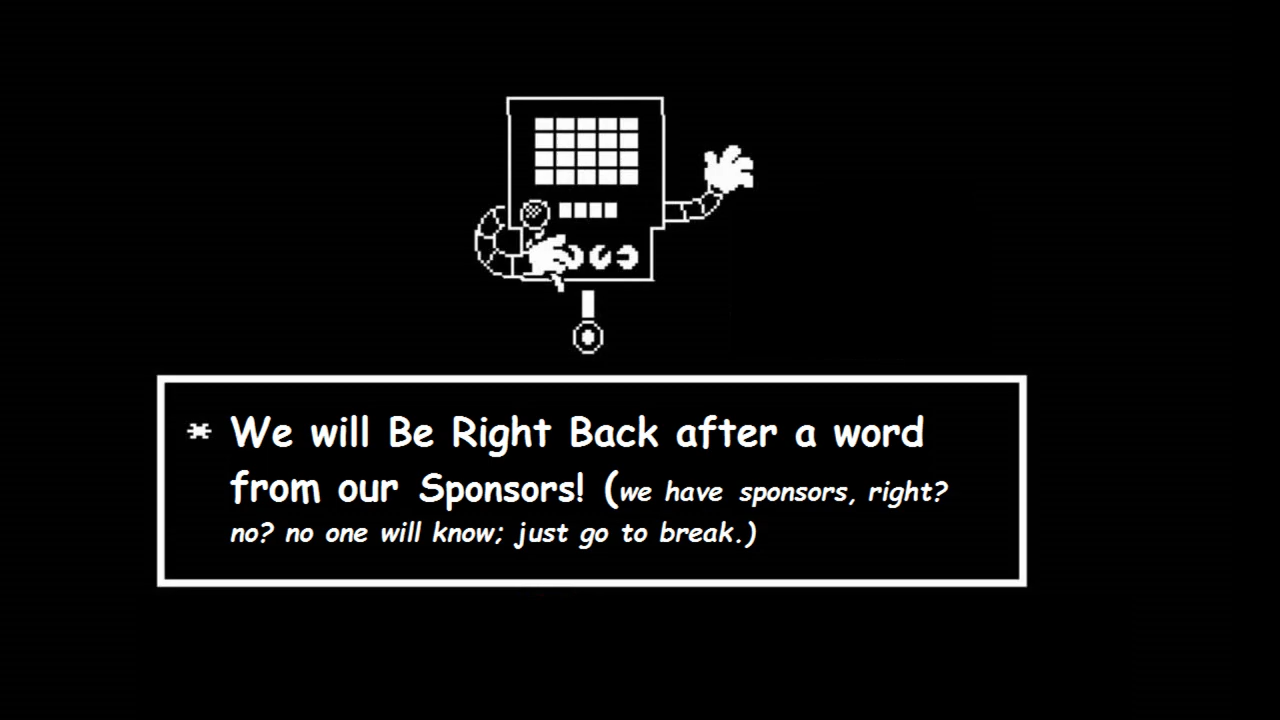 * We will Be Right Back after a word
from our Sponsors! (we have sponsors, right?
no? no one will know; just go to break.)